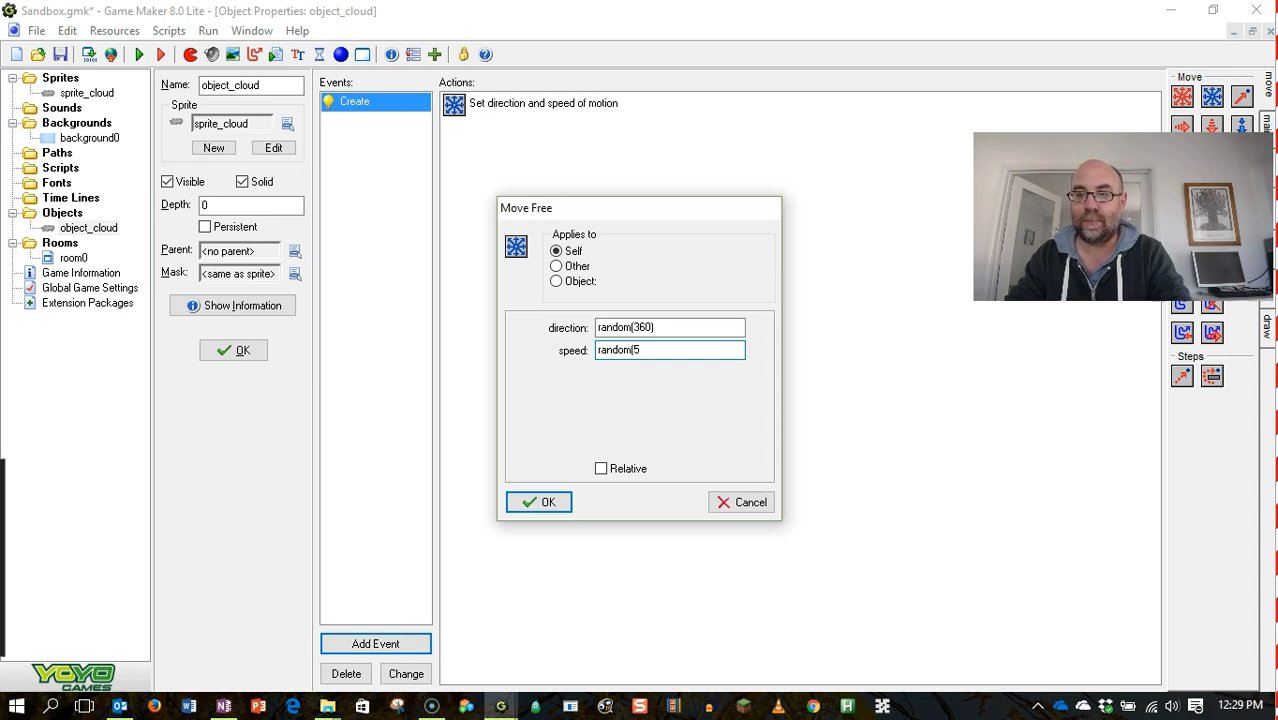 Sandbox.gmk* - Game Maker 8.0 Lite - [Object Properties: object_cloud]
File Edit Resources Scripts Run Window Help
Sprites
sprite_cloud
Sounds
Backgrounds
background0
Paths
Scripts
Fonts
Time Lines
Objects
object_cloud
Rooms
room0
Game Information
Global Game Settings
Extension Packages
YOYO
GAMES
Name: object_cloud
Sprite
sprite_cloud
New Edit
Visible Solid
Depth: 0
Persistent
Parent: <no parent>
Mask: <same as sprite>
Show Information
OK
Events:
Create
Add Event
Delete Change
Actions:
Set direction and speed of motion
Move Free
Applies to
Self
Other
Object:
direction: random(360)
speed: random(5
Relative
OK Cancel
Move
Steps
move
draw
12:29 PM